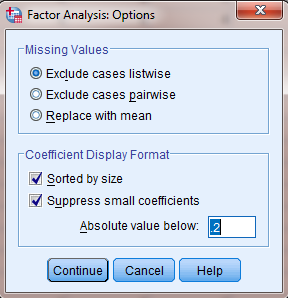 Factor Analysis: Options
Missing Values
Exclude cases listwise
Exclude cases pairwise
Replace with mean
Coefficient Display Format
Sorted by size
Suppress small coefficients
Absolute value below: .2
Continue Cancel Help